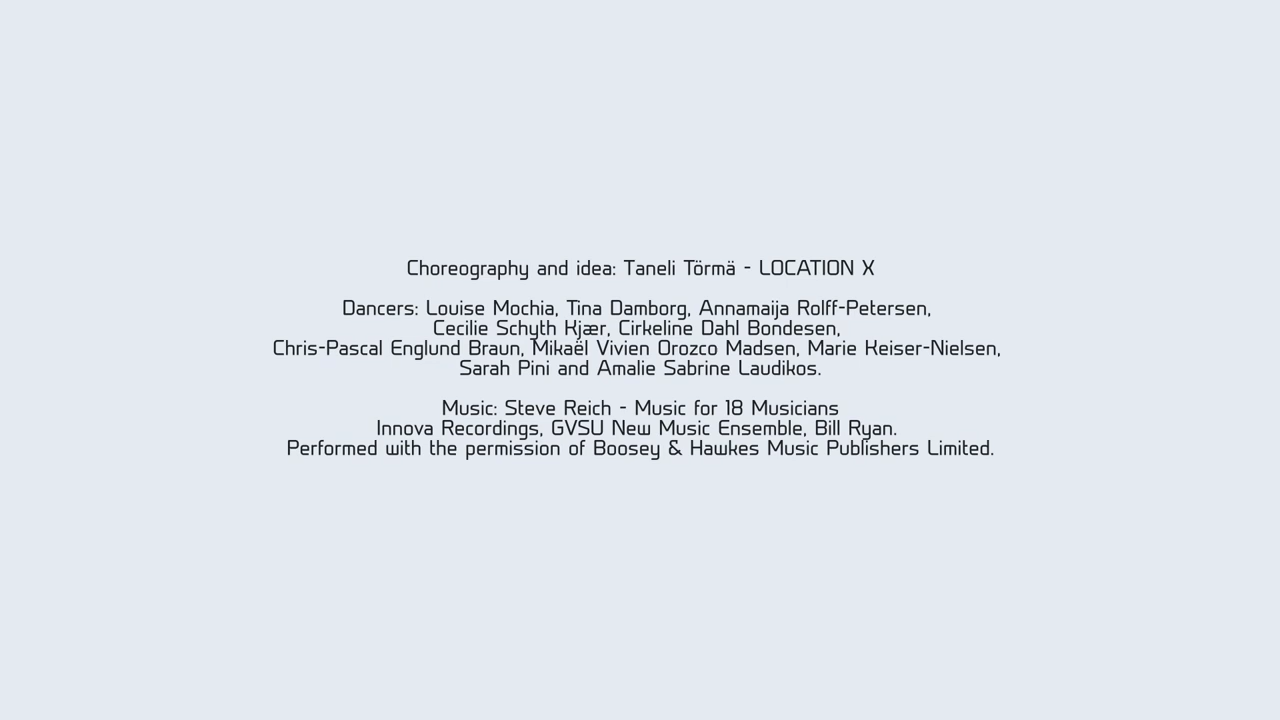 Choreography and idea: Taneli Törmä - LOCATION X
Dancers: Louise Mochia, Tina Damborg, Annamaija Rolff-Petersen,
Cecilie Schyth Kjær, Cirkeline Dahl Bondesen,
Chris-Pascal Englund Braun, Mikaël Vivien Orozco Madsen, Marie Keiser-Nielsen,
Sarah Pini and Amalie Sabrine Laudikos.
Music: Steve Reich - Music for 18 Musicians
Innova Recordings, GVSU New Music Ensemble, Bill Ryan.
Performed with the permission of Boosey & Hawkes Music Publishers Limited.